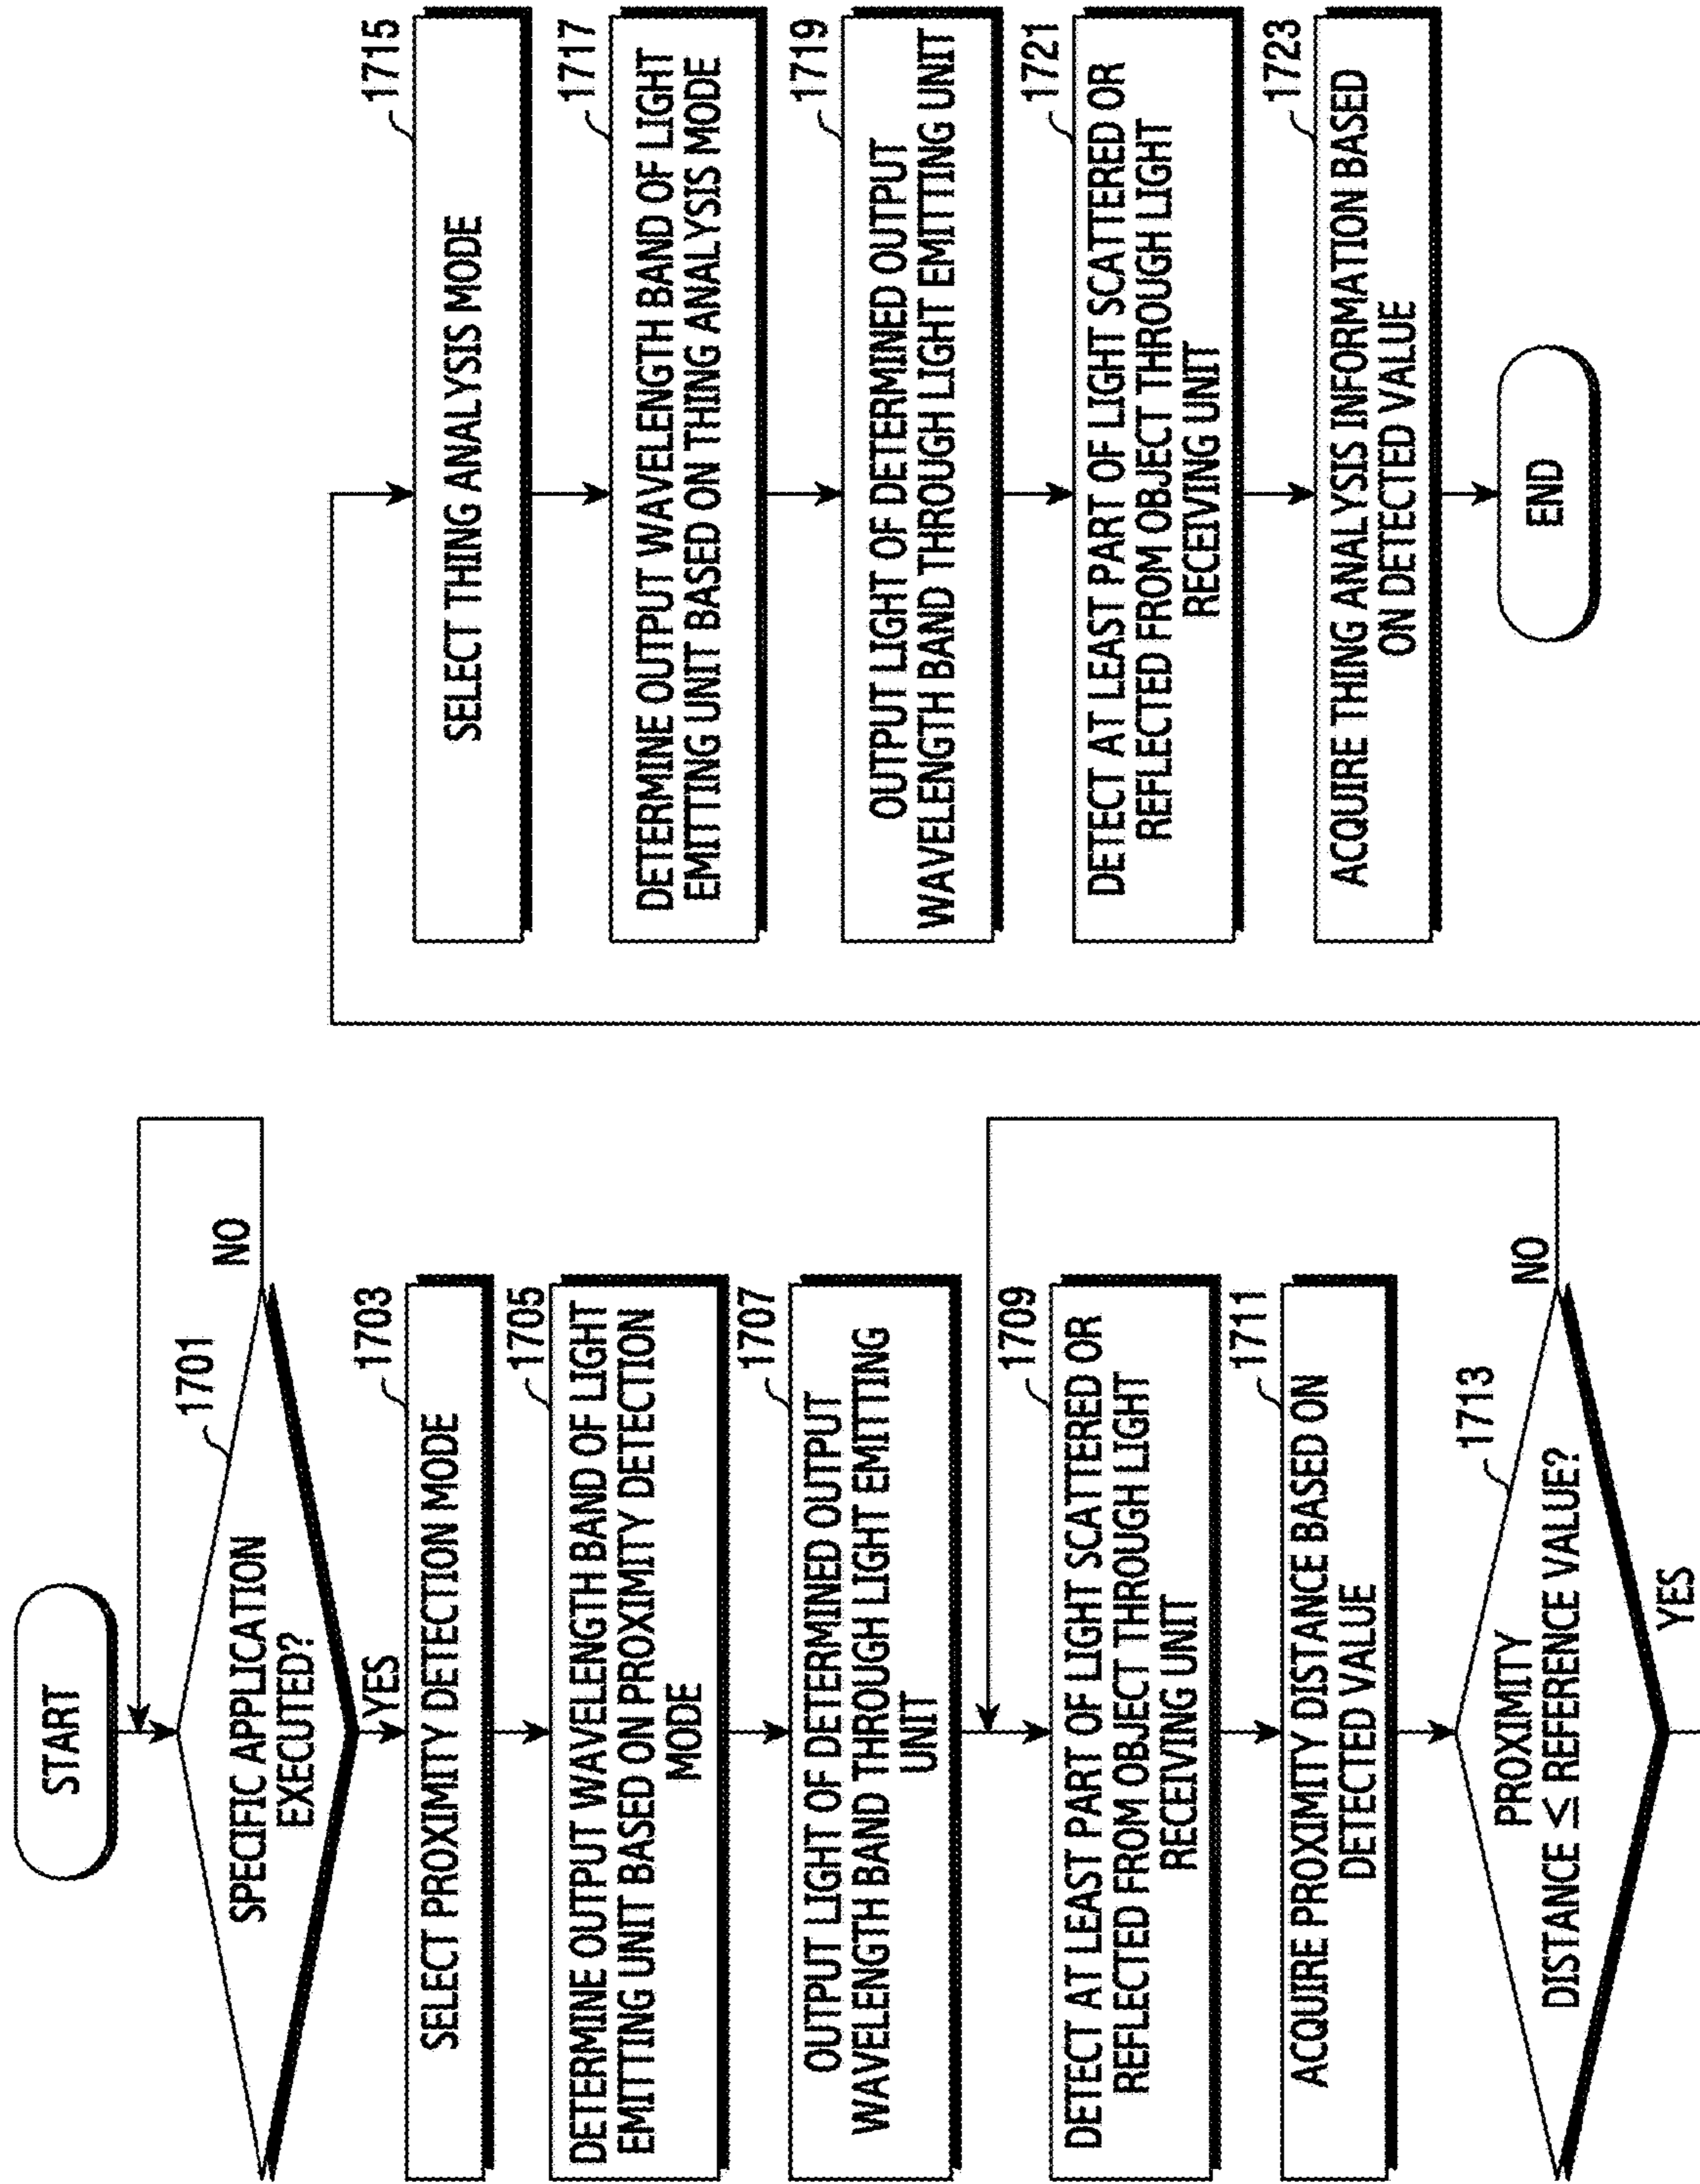 START
1701
SPECIFIC APPLICATION
EXECUTED?
NO
YES
1703
SELECT PROXIMITY DETECTION MODE
1705
DETERMINE OUTPUT WAVELENGTH BAND OF LIGHT
EMITTING UNIT BASED ON PROXIMITY DETECTION
MODE
1707
OUTPUT LIGHT OF DETERMINED OUTPUT
WAVELENGTH BAND THROUGH LIGHT EMITTING
UNIT
1709
DETECT AT LEAST PART OF LIGHT SCATTERED OR
REFLECTED FROM OBJECT THROUGH LIGHT
RECEIVING UNIT
1711
ACQUIRE PROXIMITY DISTANCE BASED ON
DETECTED VALUE
1713
PROXIMITY
DISTANCE ≤ REFERENCE VALUE?
NO
YES
1715
SELECT THING ANALYSIS MODE
1717
DETERMINE OUTPUT WAVELENGTH BAND OF LIGHT
EMITTING UNIT BASED ON THING ANALYSIS MODE
1719
OUTPUT LIGHT OF DETERMINED OUTPUT
WAVELENGTH BAND THROUGH LIGHT EMITTING UNIT
1721
DETECT AT LEAST PART OF LIGHT SCATTERED OR
REFLECTED FROM OBJECT THROUGH LIGHT
RECEIVING UNIT
1723
ACQUIRE THING ANALYSIS INFORMATION BASED
ON DETECTED VALUE
END